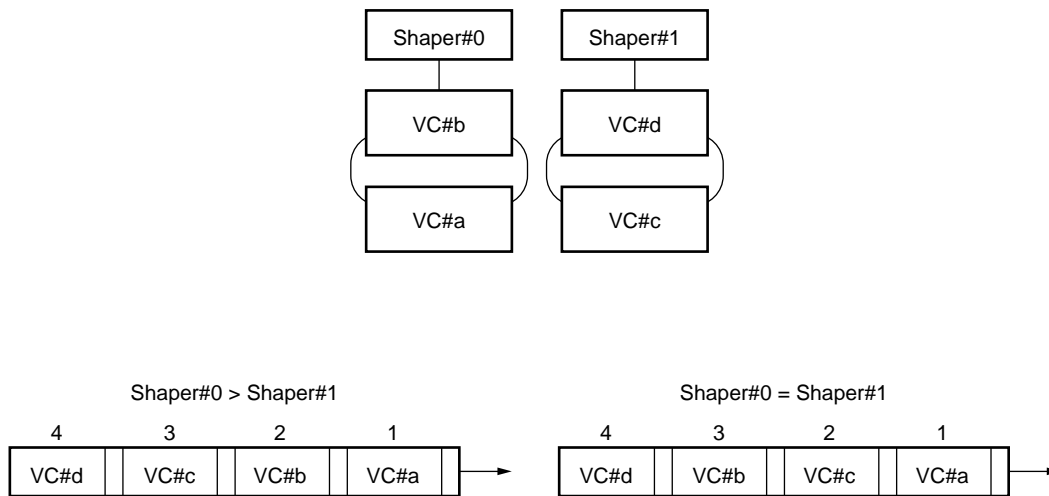 Shaper#0 Shaper#1
VC#b VC#d
VC#a VC#c
Shaper#0 > Shaper#1
4 3 2 1
VC#d VC#c VC#b VC#a
Shaper#0 = Shaper#1
4 3 2 1
VC#d VC#b VC#c VC#a